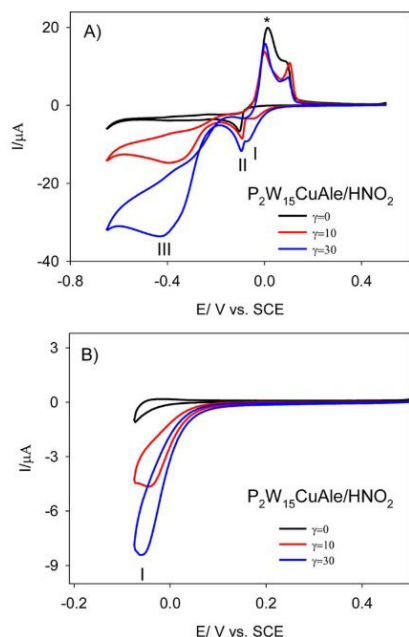 A)
*
20
0
-20
-40
I/μA
I
II
III
P₂W₁₅CuAle/HNO₂
γ=0
γ=10
γ=30
-0.8 -0.4 0.0 0.4
E/ V vs. SCE
B)
3
0
-3
-6
-9
I/μA
I
P₂W₁₅CuAle/HNO₂
γ=0
γ=10
γ=30
-0.2 0.0 0.2 0.4
E/ V vs. SCE